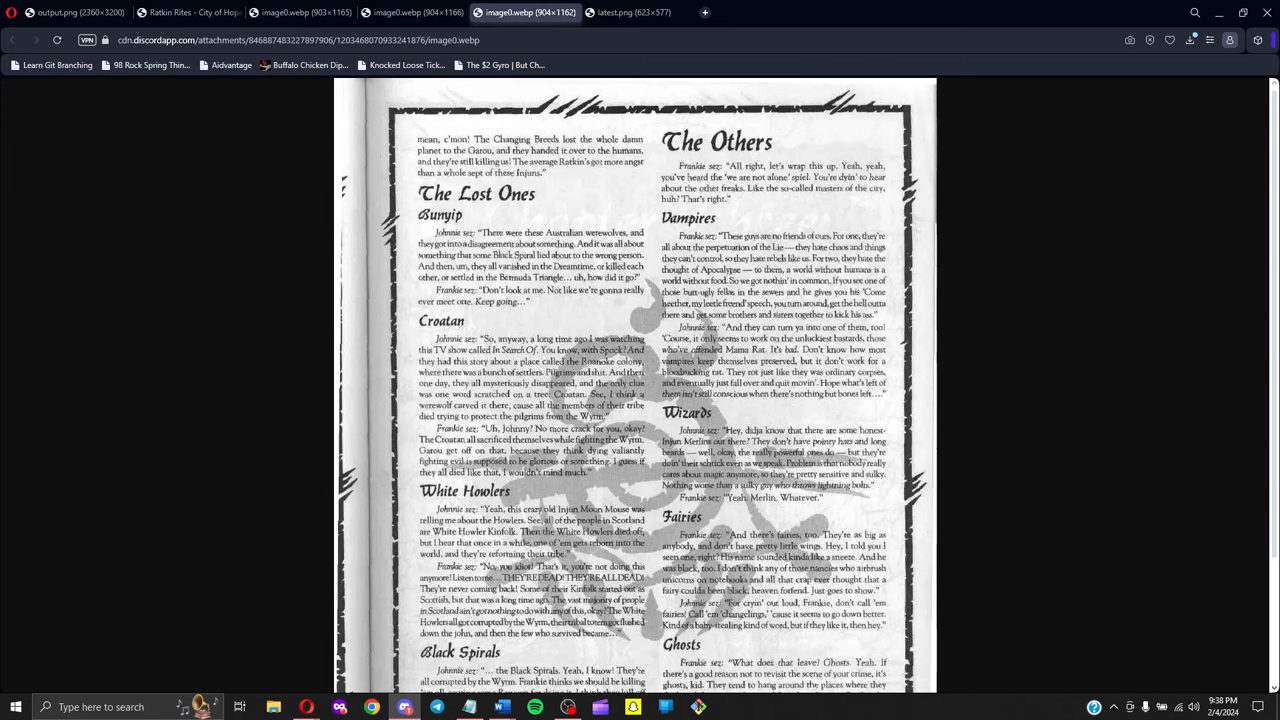 output.png (2360×3200)
Ratkin Rites - City of Hop
image0.webp (903×1165)
image0.webp (904×1166)
image0.webp (904×1162)
latest.png (623×577)
VPN
cdn.discordapp.com/attachments/846887483227897906/1203468070933241876/image0.webp
Learn Git Branching
98 Rock Spring Thin...
Aidvantage
Buffalo Chicken Dip...
Knocked Loose Tick...
The $2 Gyro | But Ch...
mean, c'mon! The Changing Breeds lost the whole damn
planet to the Garou, and they handed it over to the humans,
and they're still killing us! The average Ratkin's got more angst
than a whole sept of these Injuns."
The Lost Ones
Bunyip
Johnnie sez: "There were these Australian werewolves, and
they got into a disagreement about something. And it was all about
something that some Black Spiral lied about to the wrong person.
And then, um, they all vanished in the Dreamtime, or killed each
other, or settled in the Bermuda Triangle… uh, how did it go?"
Frankie sez: "Don't look at me. Not like we're gonna really
ever meet one. Keep going…"
Croatan
Johnnie sez: "So, anyway, a long time ago I was watching
this TV show called In Search Of. You know, with Spock? And
they had this story about a place called the Roanoke colony,
where there was a bunch of settlers. Pilgrims and shit. And then
one day, they all mysteriously disappeared, and the only clue
was one word scratched on a tree: Croatan. See, I think a
werewolf carved it there, cause all the members of their tribe
died trying to protect the pilgrims from the Wyrm."
Frankie sez: "Uh, Johnny? No more crack for you, okay?
The Croatan all sacrificed themselves while fighting the Wyrm.
Garou get off on that, because they think dying valiantly
fighting evil is supposed to be glorious or something. I guess if
they all died like that, I wouldn't mind much."
White Howlers
Johnnie sez: "Yeah, this crazy old Injun Moon Mouse was
telling me about the Howlers. See, all of the people in Scotland
are White Howler Kinfolk. Then the White Howlers died off,
but I hear that once in a while, one of 'em gets reborn into the
world, and they're reforming their tribe."
Frankie sez: "No, you idiot! That's it, you're not doing this
anymore! Listen to me… THEY'RE DEAD! THEY'RE ALL DEAD!
They're never coming back! Some of their Kinfolk started out as
Scottish, but that was a long time ago. The vast majority of people
in Scotland ain't got nothing to do with any of this, okay? The White
Howlers all got corrupted by the Wyrm, their tribal totem got flushed
down the john, and then the few who survived became…"
Black Spirals
Johnnie sez: "… the Black Spirals. Yeah, I know! They're
all corrupted by the Wyrm. Frankie thinks we should be killing
The Others
Frankie sez: "All right, let's wrap this up. Yeah, yeah,
you've heard the 'we are not alone' spiel. You're dyin' to hear
about the other freaks. Like the so-called masters of the city,
huh? That's right."
Vampires
Frankie sez: "These guys are no friends of ours. For one, they're
all about the perpetuation of the Lie — they hate chaos and things
they can't control, so they hate rebels like us. For two, they hate the
thought of Apocalypse — to them, a world without humans is a
world without food. So we got nothin' in common. If you see one of
those butt-ugly fellas in the sewers and he gives you his 'Come
heether, my leetle freend' speech, you turn around, get the hell outta
there and get some brothers and sisters together to kick his ass."
Johnnie sez: "And they can turn ya into one of them, too!
'Course, it only seems to work on the unluckiest bastards, those
who've offended Mama Rat. It's bad. Don't know how most
vampires keep themselves preserved, but it don't work for a
bloodsucking rat. They rot just like they was ordinary corpses,
and eventually just fall over and quit movin'. Hope what's left of
them isn't still conscious when there's nothing but bones left…."
Wizards
Johnnie sez: "Hey, didja know that there are some honest-
Injun Merlins out there? They don't have pointy hats and long
beards — well, okay, the really powerful ones do — but they're
doin' their schtick even as we speak. Problem is that nobody really
cares about magic anymore, so they're pretty sensitive and sulky.
Nothing worse than a sulky guy who throws lightning bolts."
Frankie sez: "Yeah. Merlin. Whatever."
Fairies
Frankie sez: "And there's fairies, too. They're as big as
anybody, and don't have pretty little wings. Hey, I told you I
seen one, right? His name sounded kinda like a sneeze. And he
was black, too. I don't think any of those nancies who airbrush
unicorns on notebooks and all that crap ever thought that a
fairy coulda been black, heaven forfend. Just goes to show."
Johnnie sez: "For cryin' out loud, Frankie, don't call 'em
fairies! Call 'em 'changelings,' 'cause it seems to go down better.
Kind of a baby-stealing kind of word, but if they like it, then hey."
Ghosts
Frankie sez: "What does that leave? Ghosts. Yeah. If
there's a good reason not to revisit the scene of your crime, it's
ghosts, kid. They tend to hang around the places where they
Type here to search
9:38 PM
2/4/2024